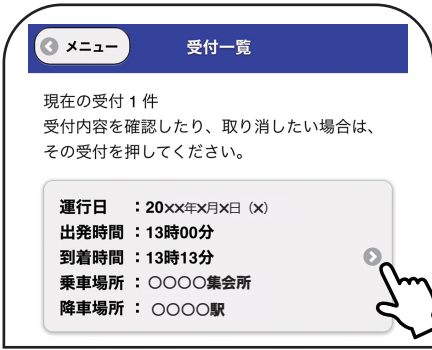 メニュー
受付一覧
現在の受付 1 件
受付内容を確認したり、取り消したい場合は、
その受付を押してください。
運行日 ：20××年×月×日（×）
出発時間 ：13時00分
到着時間 ：13時13分
乗車場所 ：○○○○集会所
降車場所 ：○○○○駅